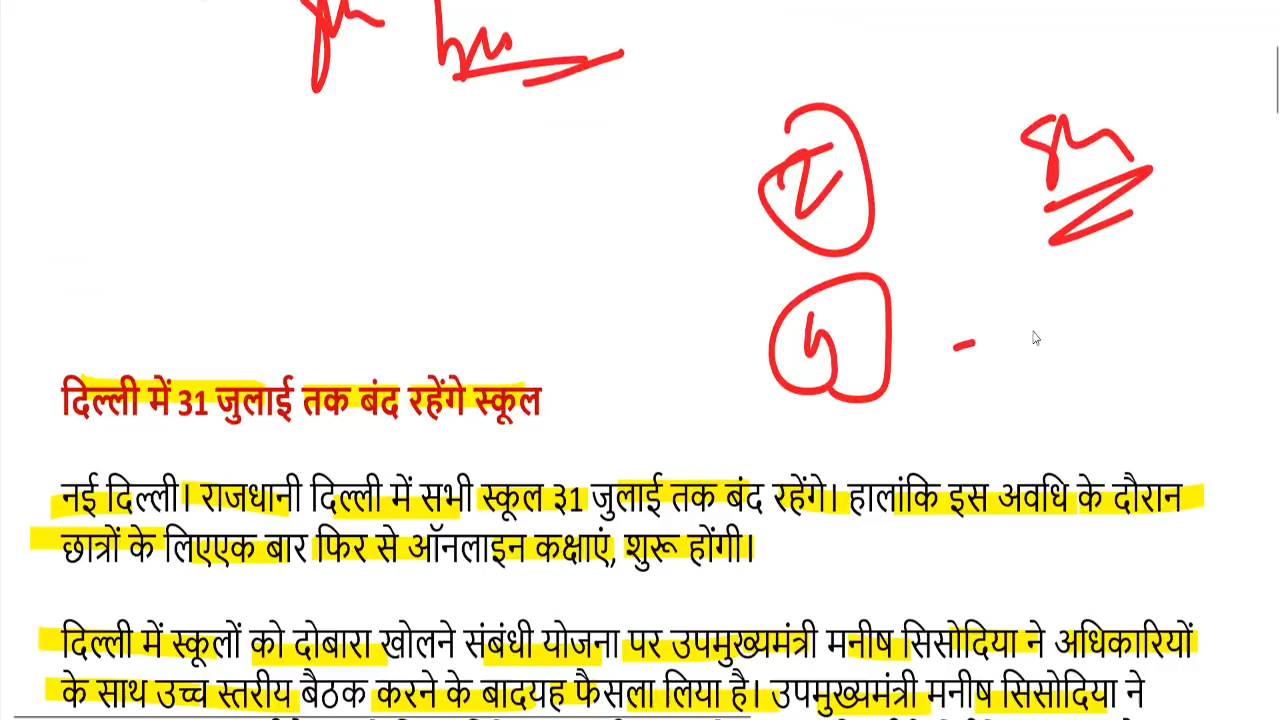 दिल्ली में 31 जुलाई तक बंद रहेंगे स्कूल
नई दिल्ली। राजधानी दिल्ली में सभी स्कूल ३1 जुलाई तक बंद रहेंगे। हालांकि इस अवधि के दौरान
छात्रों के लिएएक बार फिर से ऑनलाइन कक्षाएं, शुरू होंगी।
दिल्ली में स्कूलों को दोबारा खोलने संबंधी योजना पर उपमुख्यमंत्री मनीष सिसोदिया ने अधिकारियों
के साथ उच्च स्तरीय बैठक करने के बादयह फैसला लिया है। उपमुख्यमंत्री मनीष सिसोदिया ने